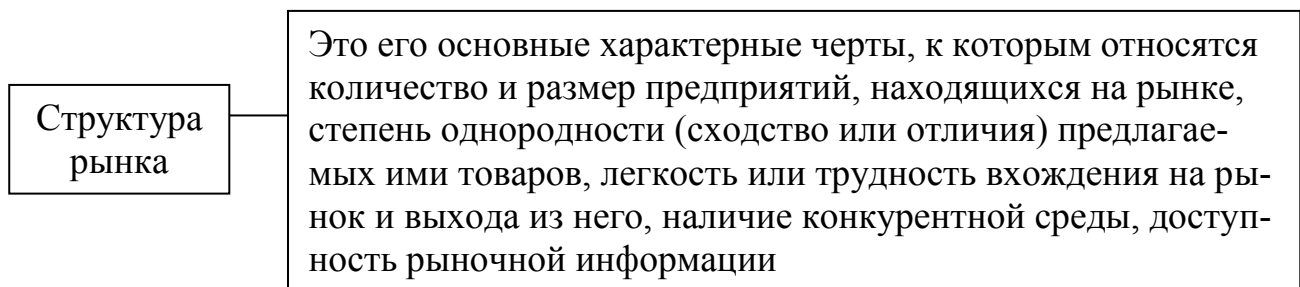 Структура
рынка
Это его основные характерные черты, к которым относятся
количество и размер предприятий, находящихся на рынке,
степень однородности (сходство или отличия) предлагае-
мых ими товаров, легкость или трудность вхождения на ры-
нок и выхода из него, наличие конкурентной среды, доступ-
ность рыночной информации